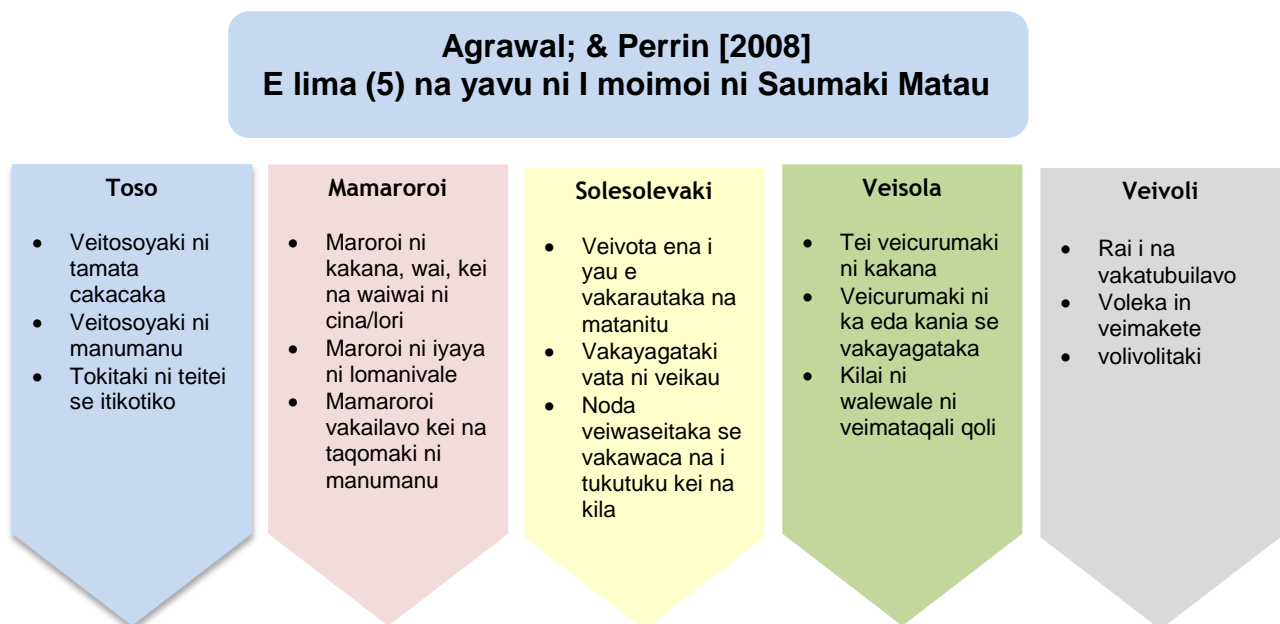 Agrawal; & Perrin [2008]
E lima (5) na yavu ni I moimoi ni Saumaki Matau
Toso
• Veitosoyaki ni
tamata
cakacaka
• Veitosoyaki ni
manumanu
• Tokitaki ni teitei
se itikotiko
Mamaroroi
• Maroroi ni
kakana, wai, kei
na waiwai ni
cina/lori
• Maroroi ni iyaya
ni lomanivale
• Mamaroroi
vakailavo kei na
taqomaki ni
manumanu
Solesolevaki
• Veivota ena i
yau e
vakarautaka na
matanitu
• Vakayagataki
vata ni veikau
• Noda
veiwaseitaka se
vakawaca na i
tukutuku kei na
kila
Veisola
• Tei veicurumaki
ni kakana
• Veicurumaki ni
ka eda kania se
vakayagataka
• Kilai ni
walewale ni
veimataqali qoli
Veivoli
• Rai i na
vakatubuilavo
• Voleka in
veimakete
• volivolitaki